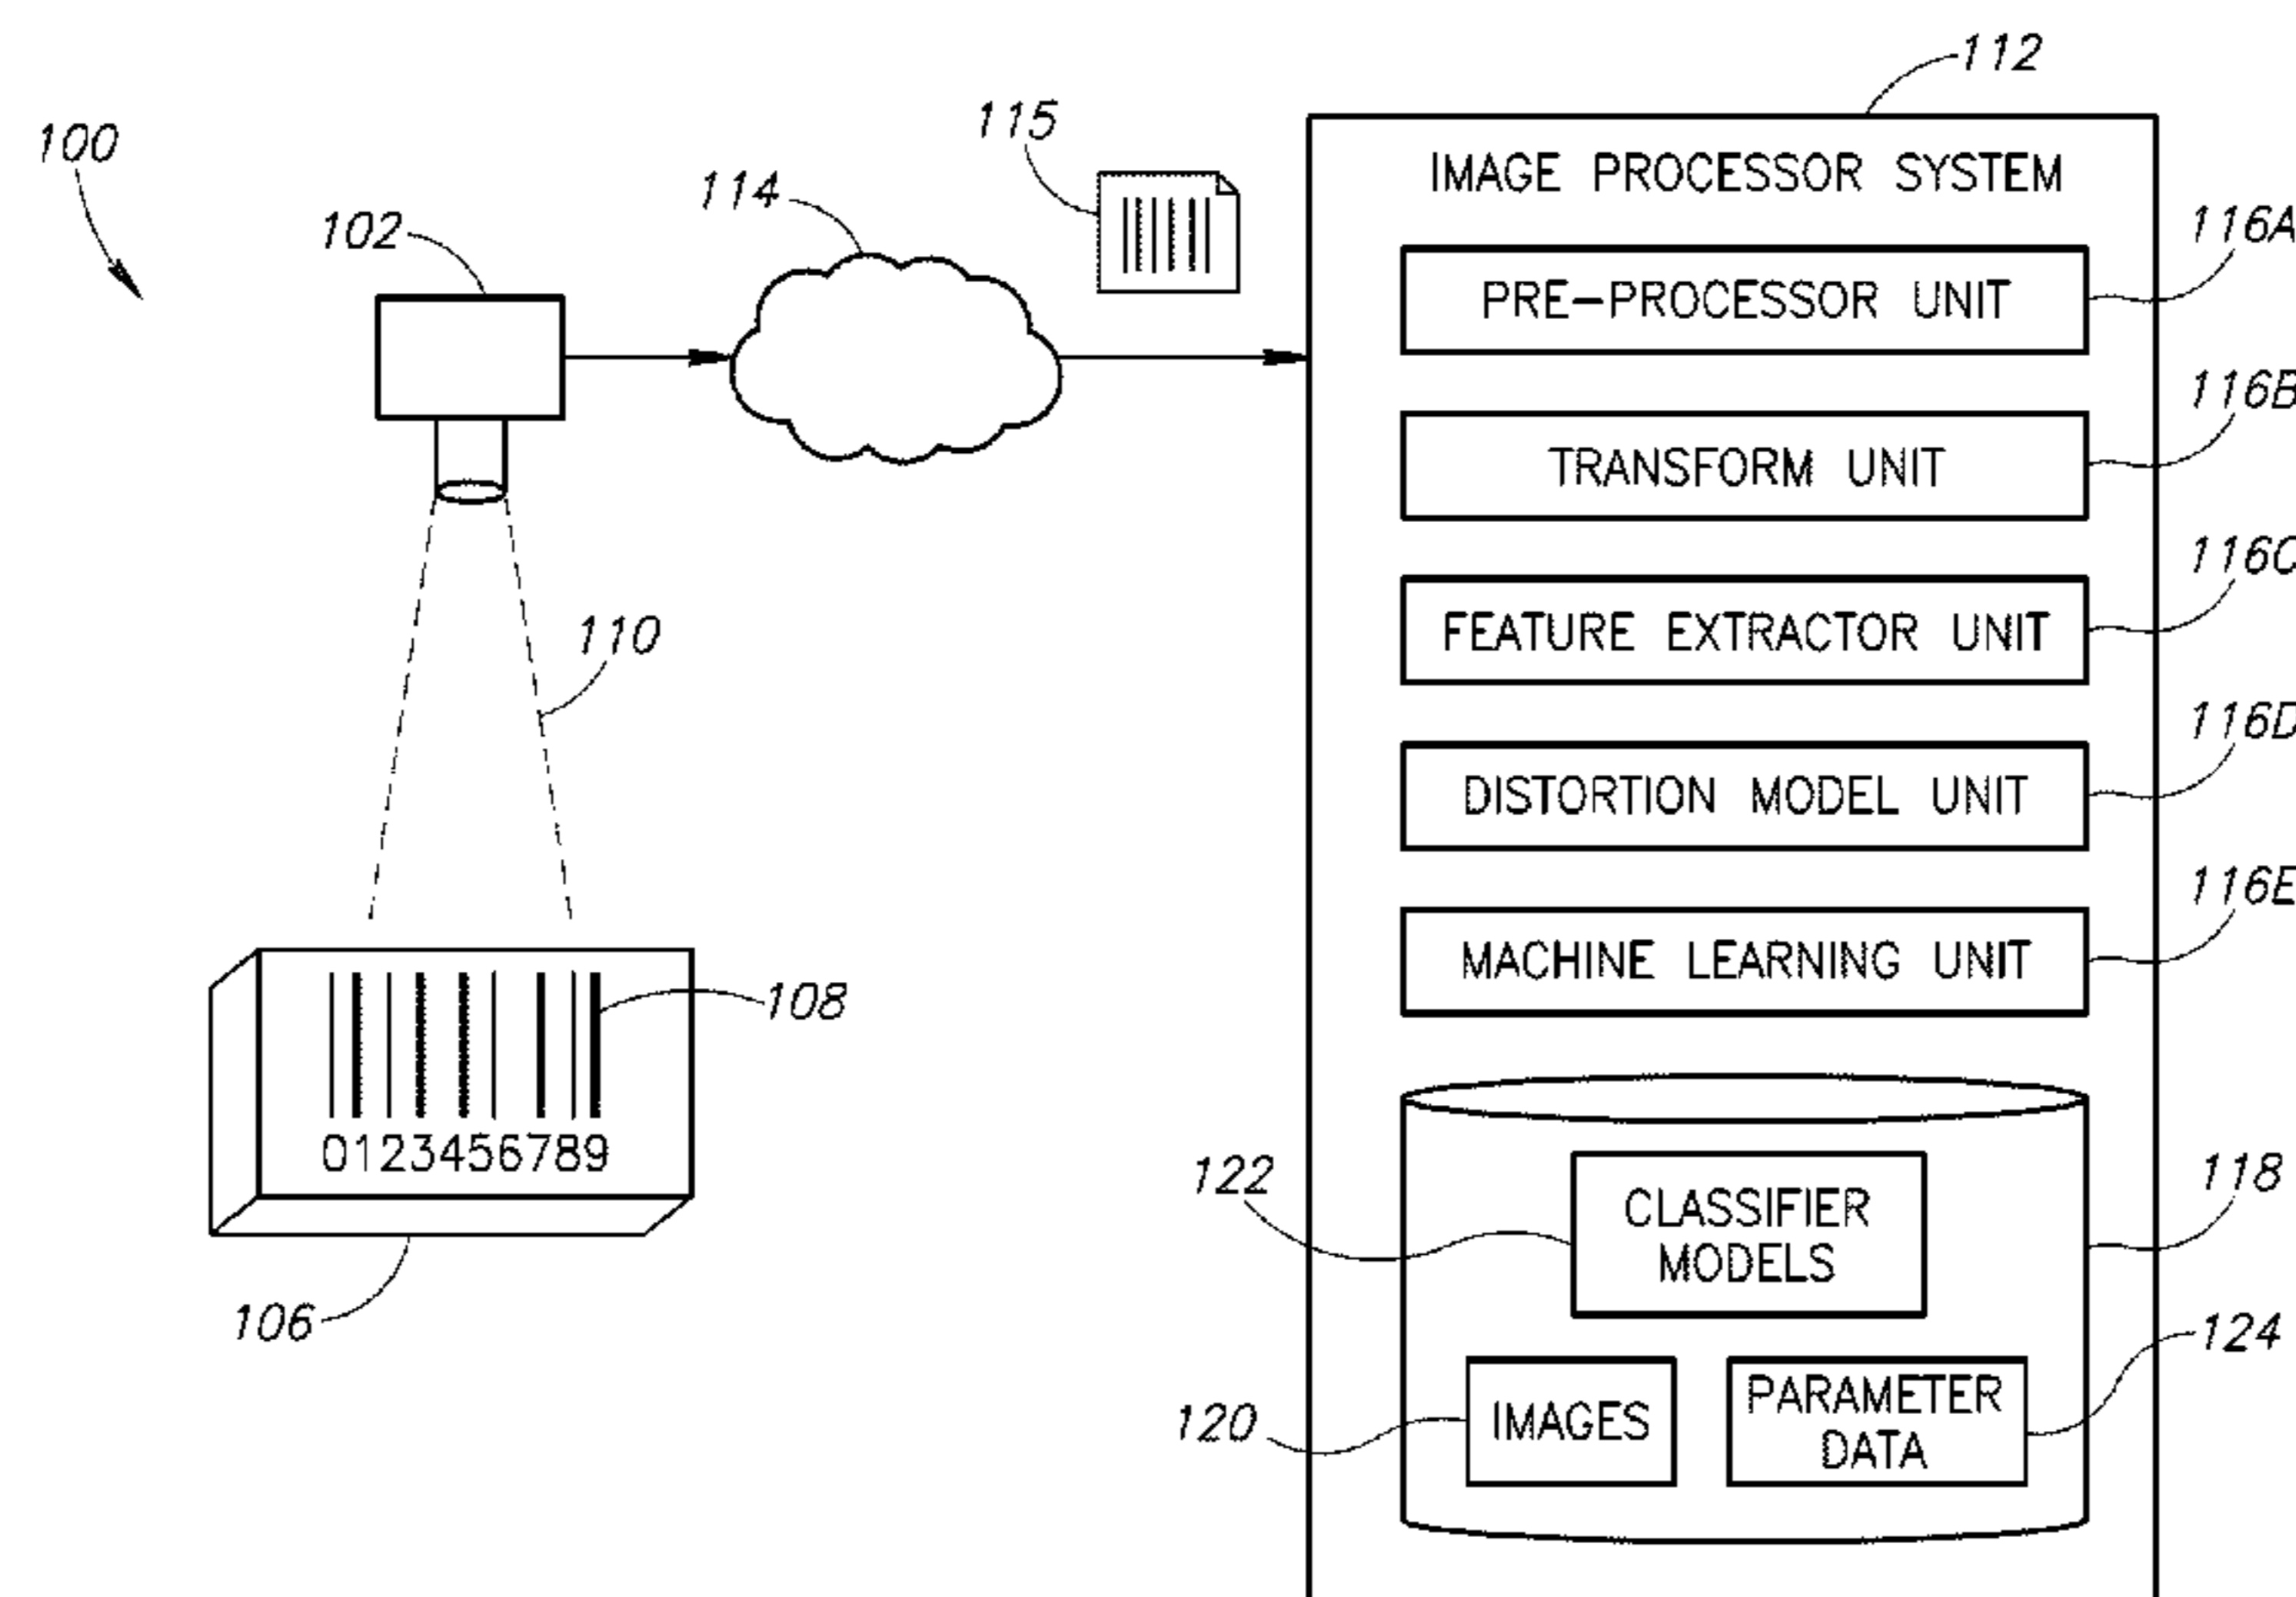 100
102
114
115
112
IMAGE PROCESSOR SYSTEM
116A
PRE-PROCESSOR UNIT
116B
TRANSFORM UNIT
116C
FEATURE EXTRACTOR UNIT
110
116D
DISTORTION MODEL UNIT
116E
MACHINE LEARNING UNIT
108
0123456789
106
122
CLASSIFIER
MODELS
118
124
120
IMAGES
PARAMETER
DATA